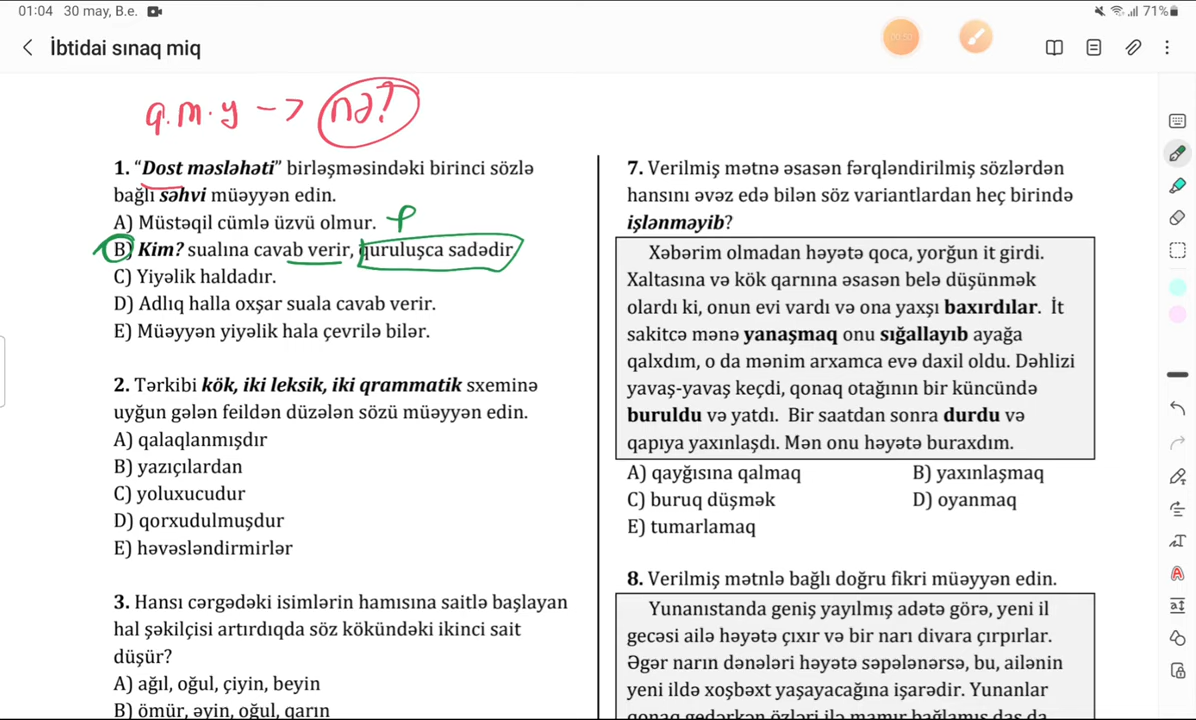 01:04 30 may, B.e. 71%
00:50
İbtidai sınaq miq
q.m.y -> nə?
1. “Dost məsləhəti” birləşməsindəki birinci sözlə
bağlı səhvi müəyyən edin.
A) Müstəqil cümlə üzvü olmur.
B) Kim? sualına cavab verir, quruluşca sadədir
C) Yiyəlik haldadır.
D) Adlıq halla oxşar suala cavab verir.
E) Müəyyən yiyəlik hala çevrilə bilər.
2. Tərkibi kök, iki leksik, iki qrammatik sxeminə
uyğun gələn feildən düzələn sözü müəyyən edin.
A) qalaqlanmışdır
B) yazıçılardan
C) yoluxucudur
D) qorxudulmuşdur
E) həvəsləndirmirlər
3. Hansı cərgədəki isimlərin hamısına saitlə başlayan
hal şəkilçisi artırdıqda söz kökündəki ikinci sait
düşür?
A) ağıl, oğul, çiyin, beyin
B) ömür, əyin, oğul, qarın
7. Verilmiş mətnə əsasən fərqləndirilmiş sözlərdən
hansını əvəz edə bilən söz variantlardan heç birində
işlənməyib?
Xəbərim olmadan həyətə qoca, yorğun it girdi.
Xaltasına və kök qarnına əsasən belə düşünmək
olardı ki, onun evi vardı və ona yaxşı baxırdılar. İt
sakitcə mənə yanaşmaq onu sığallayıb ayağa
qalxdım, o da mənim arxamca evə daxil oldu. Dəhlizi
yavaş-yavaş keçdi, qonaq otağının bir küncündə
buruldu və yatdı. Bir saatdan sonra durdu və
qapıya yaxınlaşdı. Mən onu həyətə buraxdım.
A) qayğısına qalmaq B) yaxınlaşmaq
C) buruq düşmək D) oyanmaq
E) tumarlamaq
8. Verilmiş mətnlə bağlı doğru fikri müəyyən edin.
Yunanıstanda geniş yayılmış adətə görə, yeni il
gecəsi ailə həyətə çıxır və bir narı divara çırpırlar.
Əgər narın dənələri həyətə səpələnərsə, bu, ailənin
yeni ildə xoşbəxt yaşayacağına işarədir. Yunanlar
qonaq gedərkən özləri ilə mamır bağlamış daş da